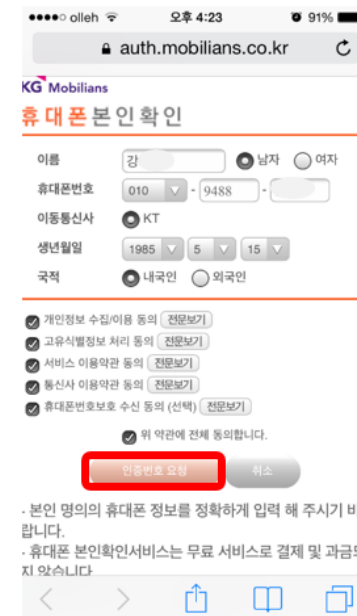 olleh 오후 4:23 91%
auth.mobilians.co.kr
KG Mobilians
휴대폰본인확인
이름 강 남자 여자
휴대폰번호 010 - 9488 -
이동통신사 KT
생년월일 1985 5 15
국적 내국인 외국인
개인정보 수집/이용 동의 전문보기
고유식별정보 처리 동의 전문보기
서비스 이용약관 동의 전문보기
통신사 이용약관 동의 전문보기
휴대폰번호보호 수신 동의 (선택) 전문보기
위 약관에 전체 동의합니다.
인증번호 요청 취소
· 본인 명의의 휴대폰 정보를 정확하게 입력 해 주시기 바
랍니다.
· 휴대폰 본인확인서비스는 무료 서비스로 결제 및 과금되
지 않습니다